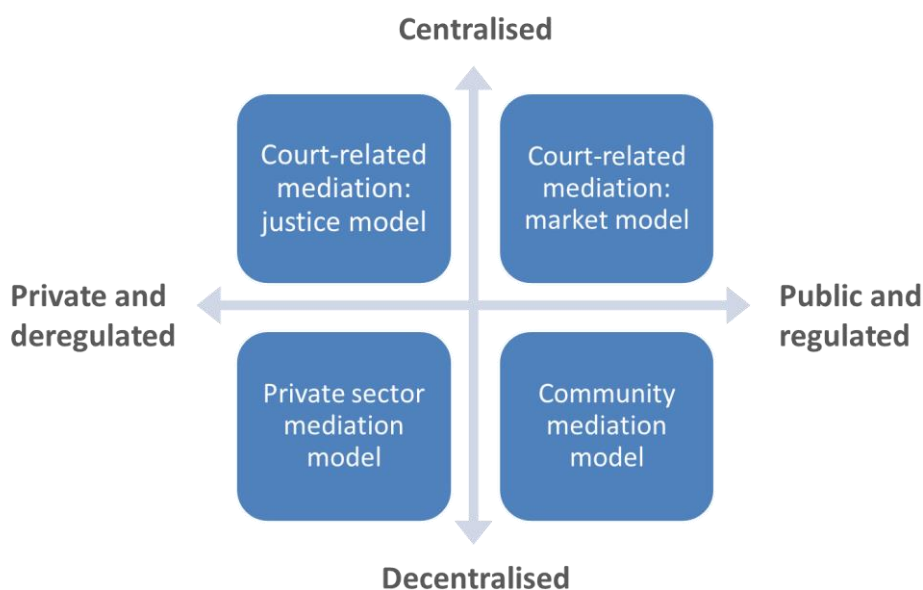 Centralised
Court-related
mediation:
justice model
Court-related
mediation:
market model
Private and
deregulated
Public and
regulated
Private sector
mediation
model
Community
mediation
model
Decentralised